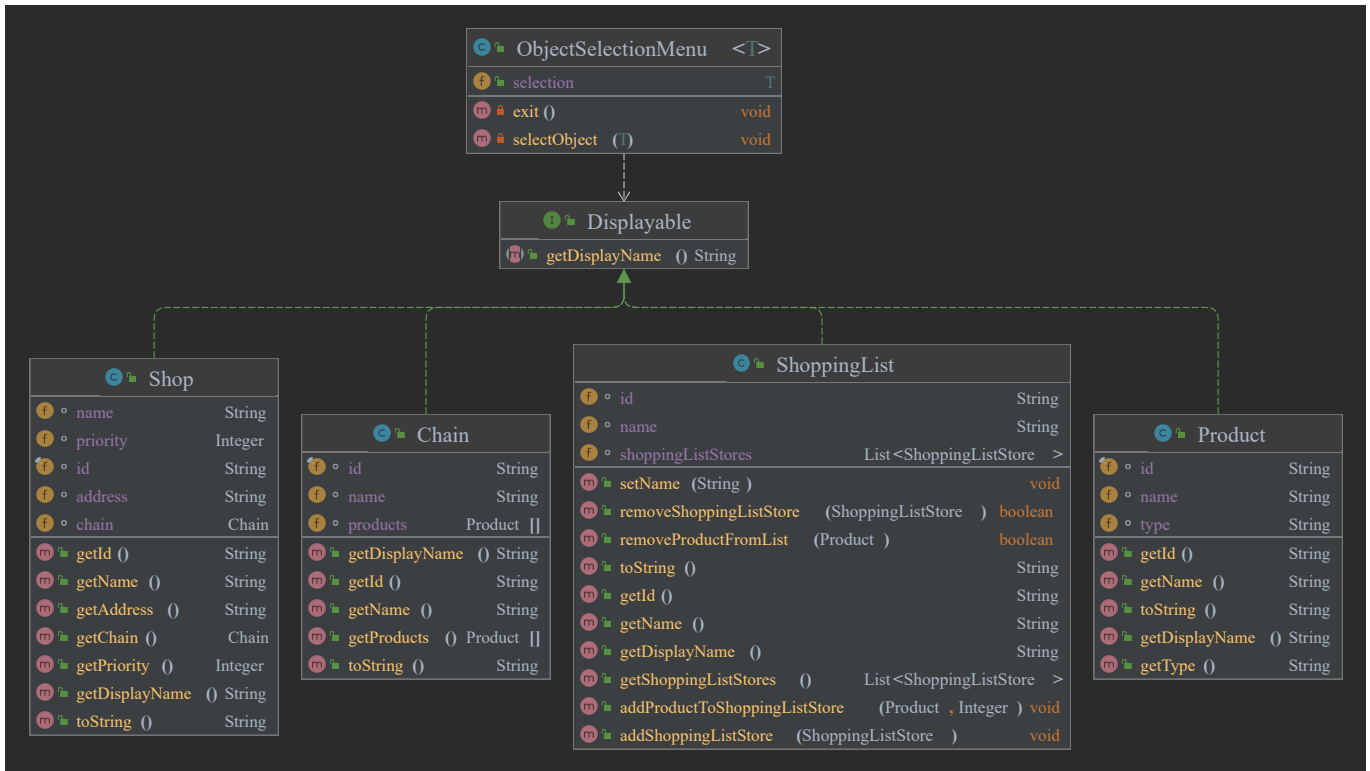 ObjectSelectionMenu <T>
selection T
exit () void
selectObject (T) void
Displayable
getDisplayName () String
Shop
name String
priority Integer
id String
address String
chain Chain
getId () String
getName () String
getAddress () String
getChain () Chain
getPriority () Integer
getDisplayName () String
toString () String
Chain
id String
name String
products Product []
getDisplayName () String
getId () String
getName () String
getProducts () Product []
toString () String
ShoppingList
id String
name String
shoppingListStores List<ShoppingListStore >
setName (String ) void
removeShoppingListStore (ShoppingListStore ) boolean
removeProductFromList (Product ) boolean
toString () String
getId () String
getName () String
getDisplayName () String
getShoppingListStores () List<ShoppingListStore >
addProductToShoppingListStore (Product , Integer ) void
addShoppingListStore (ShoppingListStore ) void
Product
id String
name String
type String
getId () String
getName () String
toString () String
getDisplayName () String
getType () String